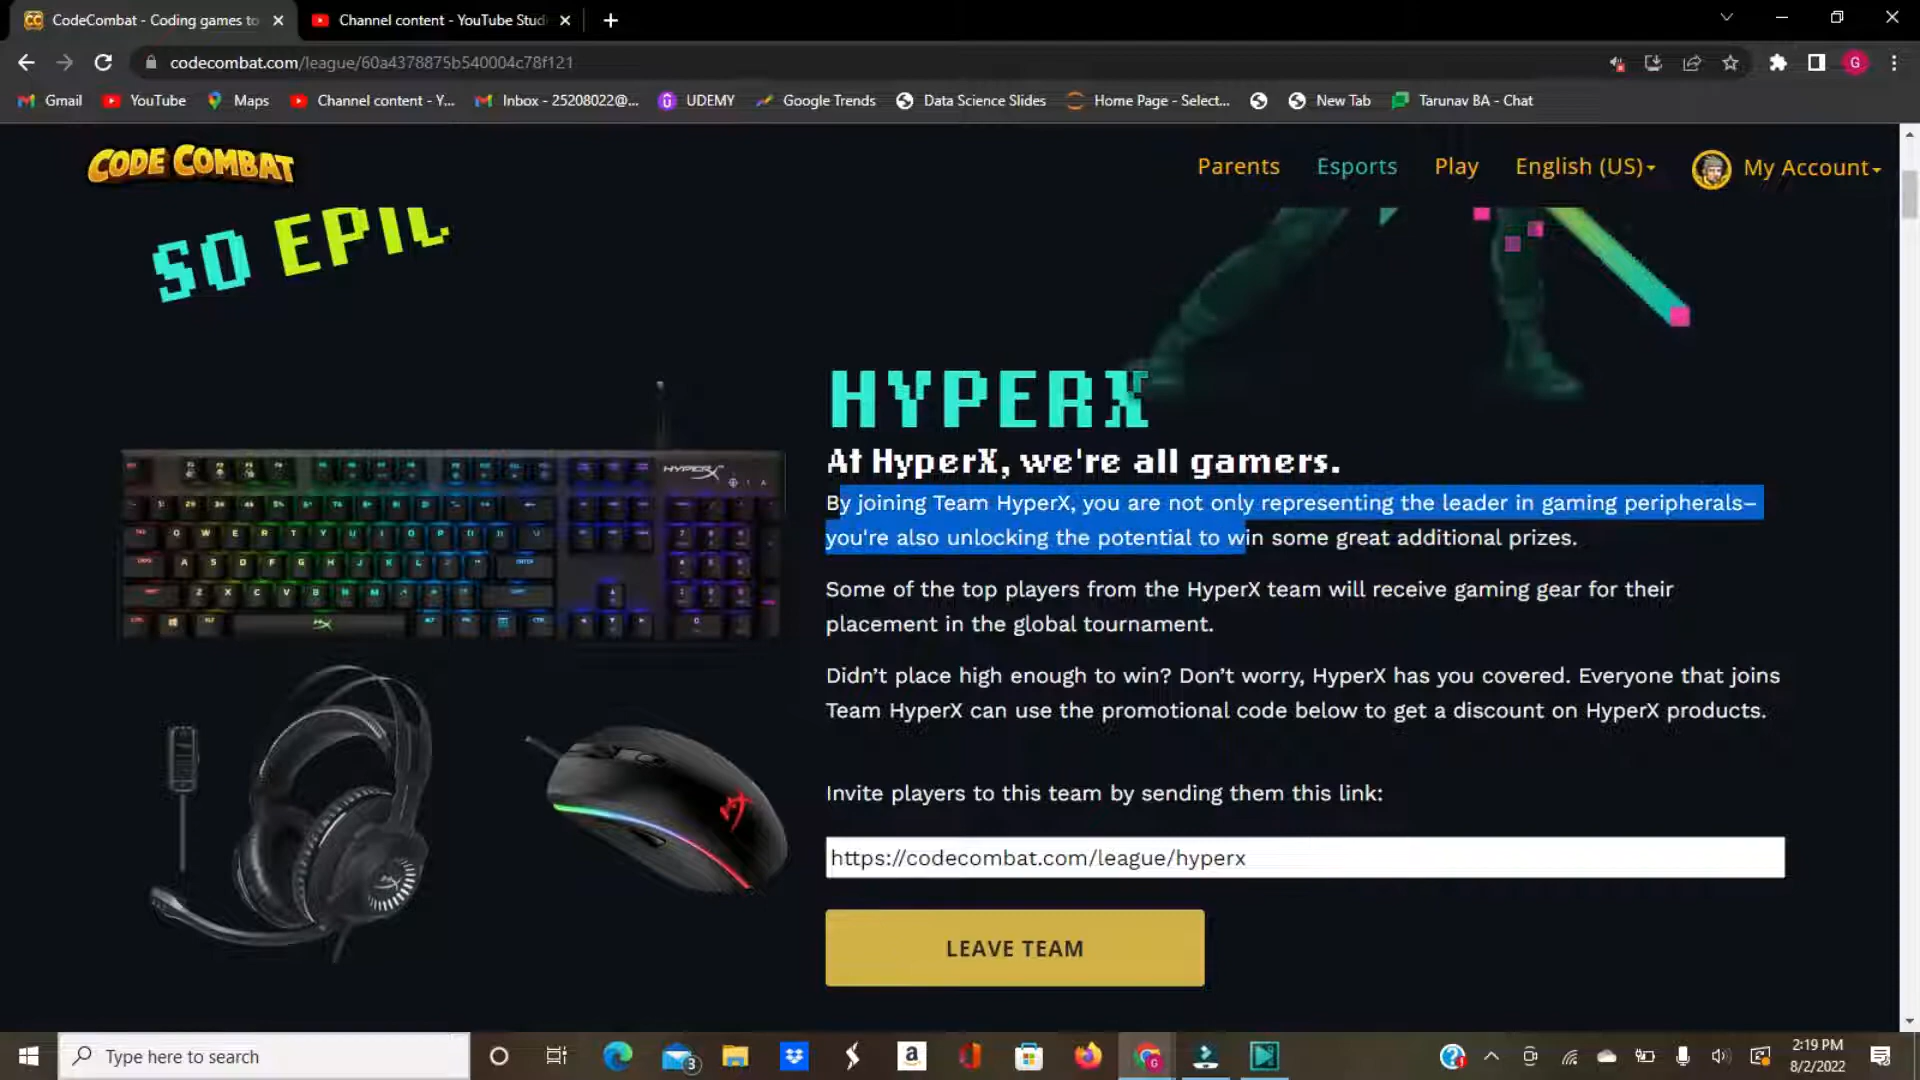 CodeCombat - Coding games to
Channel content - YouTube Stud
codecombat.com/league/60a4378875b540004c78f121
G
Gmail
YouTube
Maps
Channel content - Y...
Inbox - 25208022@...
UDEMY
Google Trends
Data Science Slides
Home Page - Select...
New Tab
Tarunav BA - Chat
CODE COMBAT
Parents
Esports
Play
English (US)
My Account
SO EPIC
HYPERX
At HyperX, we're all gamers.
By joining Team HyperX, you are not only representing the leader in gaming peripherals–
you're also unlocking the potential to win some great additional prizes.
Some of the top players from the HyperX team will receive gaming gear for their
placement in the global tournament.
Didn’t place high enough to win? Don’t worry, HyperX has you covered. Everyone that joins
Team HyperX can use the promotional code below to get a discount on HyperX products.
Invite players to this team by sending them this link:
https://codecombat.com/league/hyperx
LEAVE TEAM
HYPERX
Type here to search
3
2:19 PM
8/2/2022